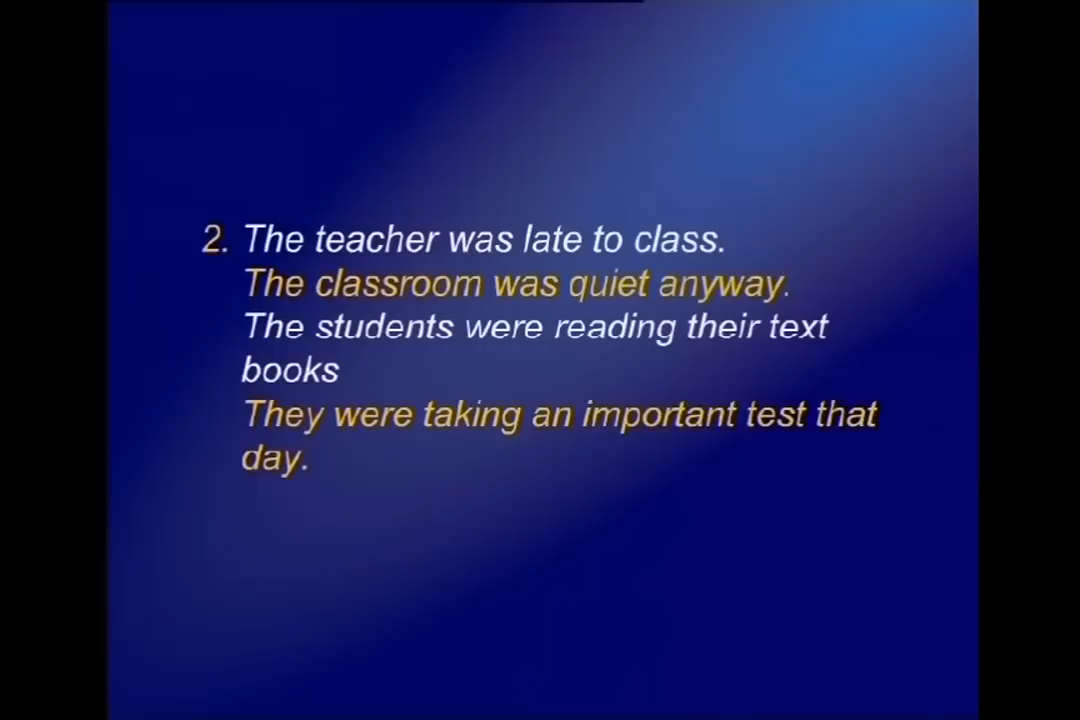 2. The teacher was late to class.
The classroom was quiet anyway.
The students were reading their text
books
They were taking an important test that
day.